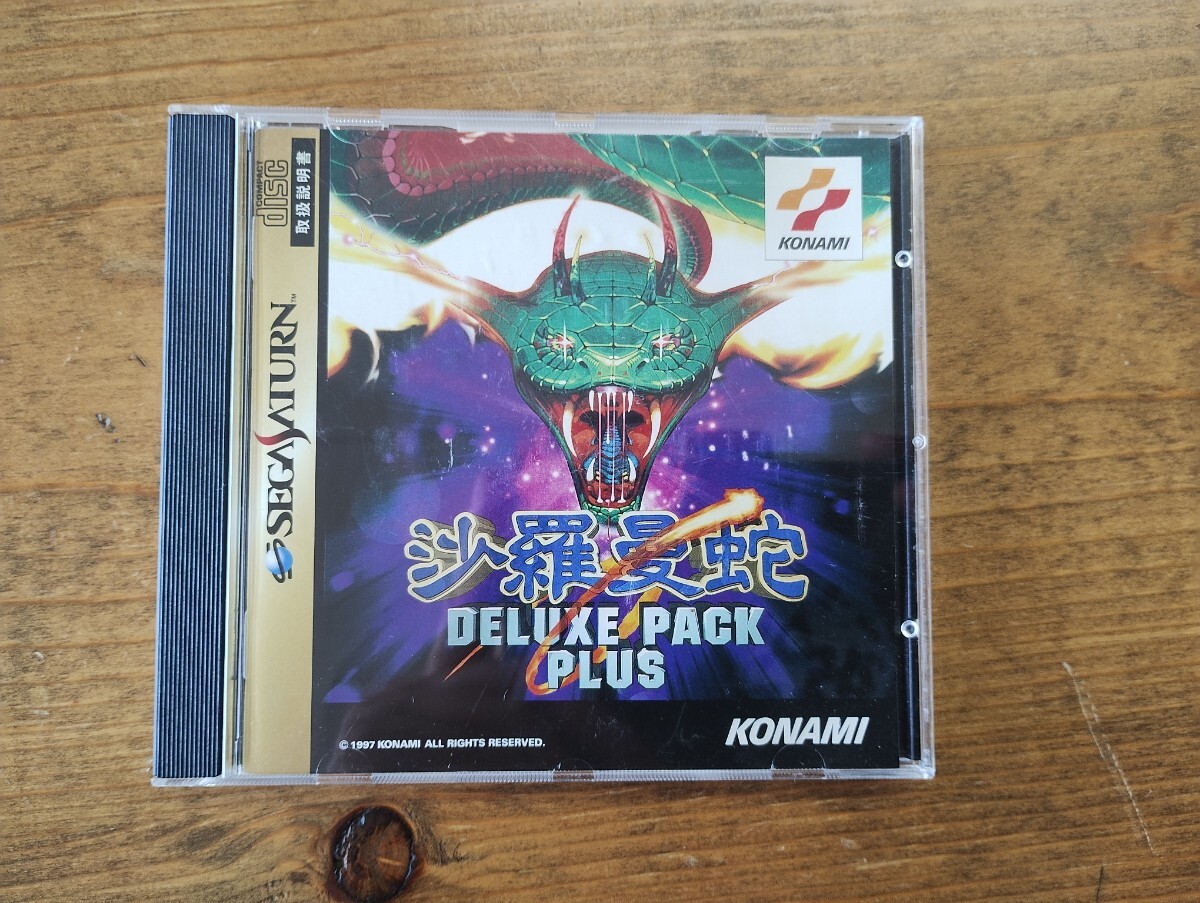 COMPACT
disc
取扱説明書
SEGA SATURN™
KONAMI
沙羅曼蛇
DELUXE PACK
PLUS
© 1997 KONAMI ALL RIGHTS RESERVED.
KONAMI